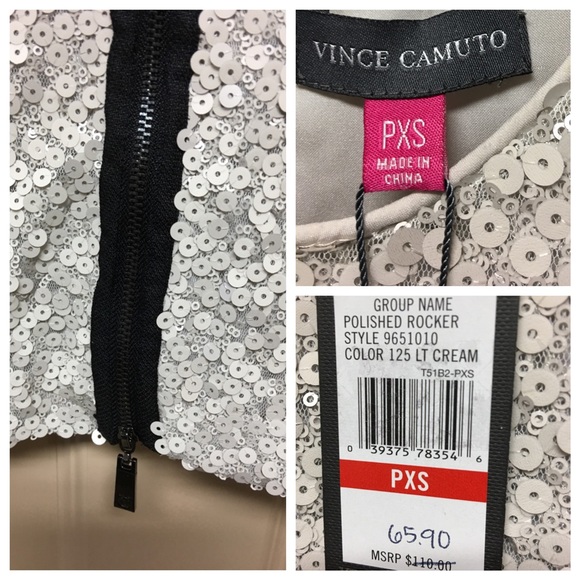 VINCE CAMUTO
PXS
MADE IN
CHINA
GROUP NAME
POLISHED ROCKER
STYLE 9651010
COLOR 125 LT CREAM
T51B2-PXS
0 39375 78354 6
PXS
65.90
MSRP $110.00